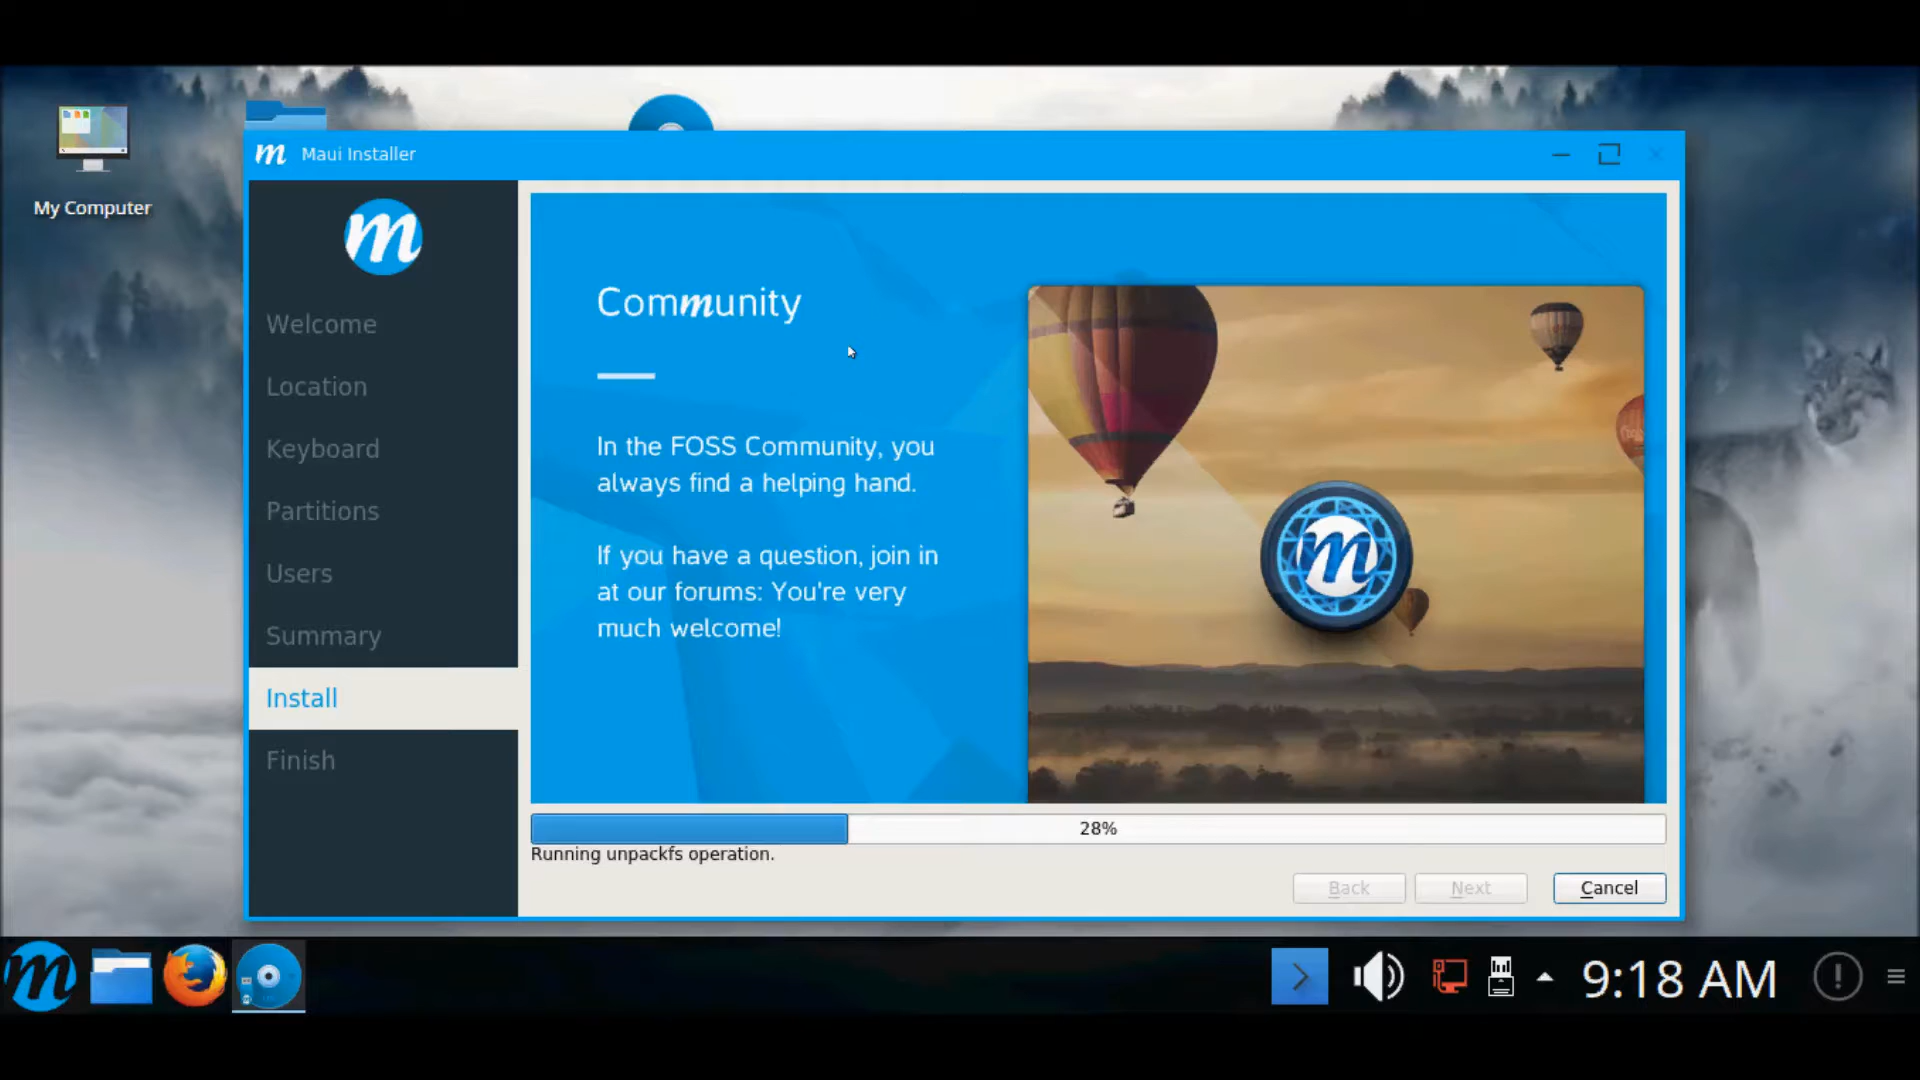 My Computer
m Maui Installer
m
Welcome
Location
Keyboard
Partitions
Users
Summary
Install
Finish
Community
In the FOSS Community, you
always find a helping hand.
If you have a question, join in
at our forums: You're very
much welcome!
m
28%
Running unpackfs operation.
Back
Next
Cancel
m
9:18 AM